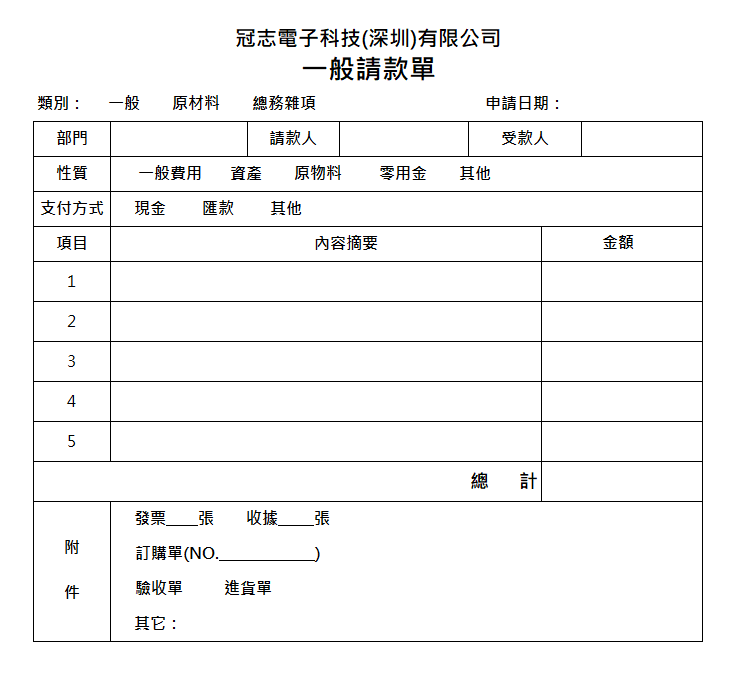 冠志電子科技(深圳)有限公司
一般請款單
類別： 一般 原材料 總務雜項 申請日期：
部門 請款人 受款人
性質 一般費用 資產 原物料 零用金 其他
支付方式 現金 匯款 其他
項目 內容摘要 金額
1
2
3
4
5
總 計
附件
發票____張 收據____張
訂購單(NO.____________)
驗收單 進貨單
其它：